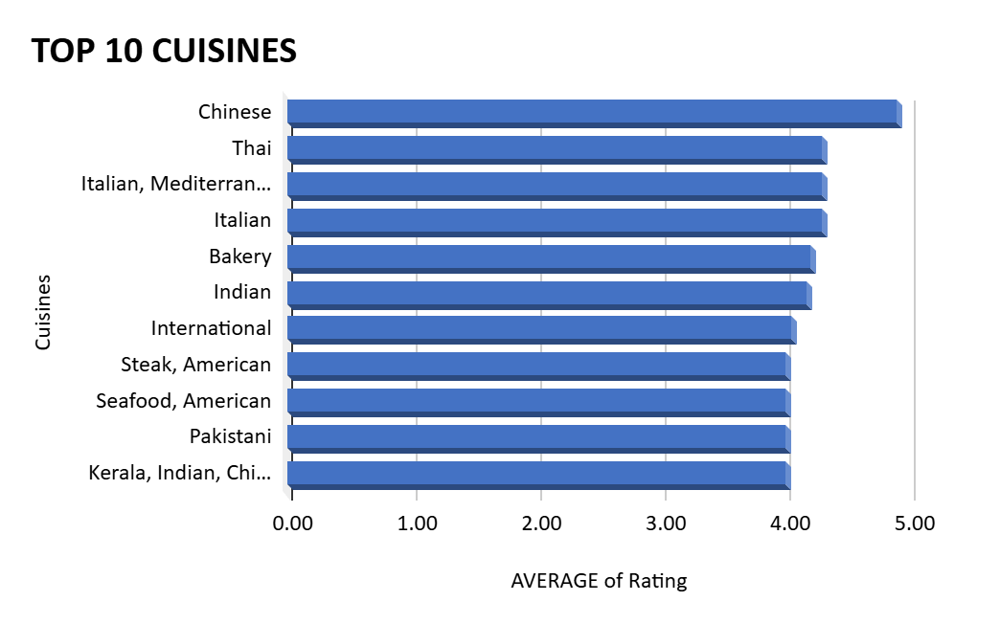 TOP 10 CUISINES
Chinese
Thai
Italian, Mediterran...
Italian
Bakery
Indian
International
Steak, American
Seafood, American
Pakistani
Kerala, Indian, Chi...
Cuisines
0.00 1.00 2.00 3.00 4.00 5.00
AVERAGE of Rating